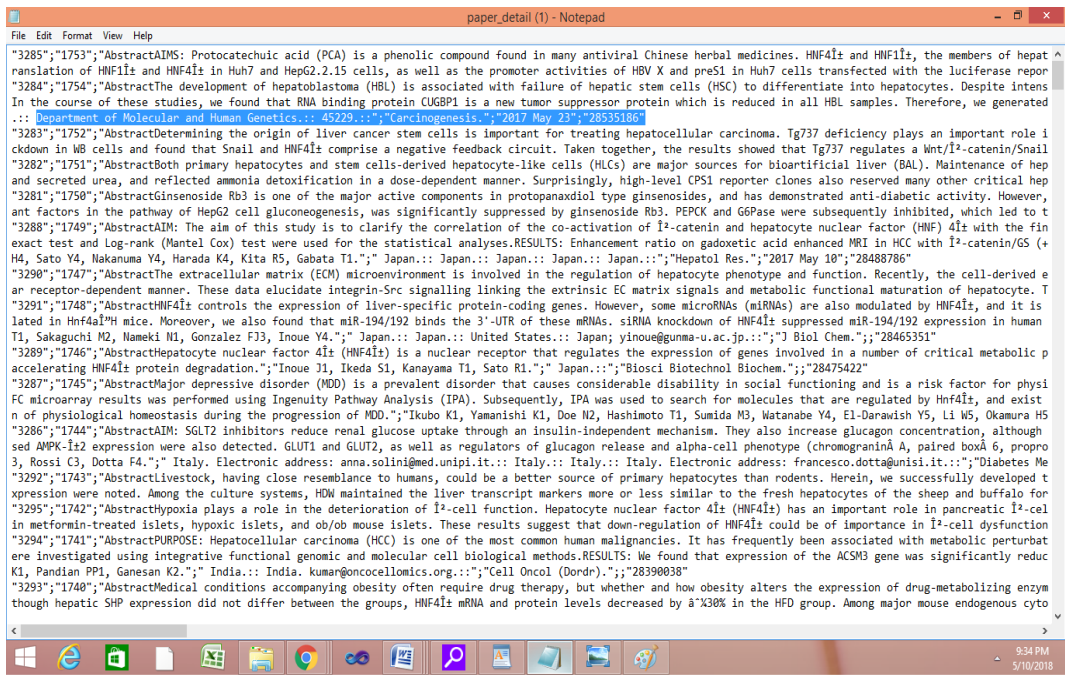 paper_detail (1) - Notepad
File Edit Format View Help
"3285";"1753";"AbstractAIMS: Protocatechuic acid (PCA) is a phenolic compound found in many antiviral Chinese herbal medicines. HNF4Î± and HNF1Î±, the members of hepat
ranslation of HNF1Î± and HNF4Î± in Huh7 and HepG2.2.15 cells, as well as the promoter activities of HBV X and preS1 in Huh7 cells transfected with the luciferase repor
"3284";"1754";"AbstractThe development of hepatoblastoma (HBL) is associated with failure of hepatic stem cells (HSC) to differentiate into hepatocytes. Despite intens
In the course of these studies, we found that RNA binding protein CUGBP1 is a new tumor suppressor protein which is reduced in all HBL samples. Therefore, we generated
.:: Department of Molecular and Human Genetics.:: 45229.::";"Carcinogenesis.";"2017 May 23";"28535186"
"3283";"1752";"AbstractDetermining the origin of liver cancer stem cells is important for treating hepatocellular carcinoma. Tg737 deficiency plays an important role i
ckdown in WB cells and found that Snail and HNF4Î± comprise a negative feedback circuit. Taken together, the results showed that Tg737 regulates a Wnt/Î²-catenin/Snail
"3282";"1751";"AbstractBoth primary hepatocytes and stem cells-derived hepatocyte-like cells (HLCs) are major sources for bioartificial liver (BAL). Maintenance of hep
and secreted urea, and reflected ammonia detoxification in a dose-dependent manner. Surprisingly, high-level CPS1 reporter clones also reserved many other critical hep
"3281";"1750";"AbstractGinsenoside Rb3 is one of the major active components in protopanaxdiol type ginsenosides, and has demonstrated anti-diabetic activity. However,
ant factors in the pathway of HepG2 cell gluconeogenesis, was significantly suppressed by ginsenoside Rb3. PEPCK and G6Pase were subsequently inhibited, which led to t
"3288";"1749";"AbstractAIM: The aim of this study is to clarify the correlation of the co-activation of Î²-catenin and hepatocyte nuclear factor (HNF) 4Î± with the fin
exact test and Log-rank (Mantel Cox) test were used for the statistical analyses.RESULTS: Enhancement ratio on gadoxetic acid enhanced MRI in HCC with Î²-catenin/GS (+
H4, Sato Y4, Nakanuma Y4, Harada K4, Kita R5, Gabata T1.";" Japan.:: Japan.:: Japan.:: Japan.:: Japan.::";"Hepatol Res.";"2017 May 10";"28488786"
"3290";"1747";"AbstractThe extracellular matrix (ECM) microenvironment is involved in the regulation of hepatocyte phenotype and function. Recently, the cell-derived e
ar receptor-dependent manner. These data elucidate integrin-Src signalling linking the extrinsic EC matrix signals and metabolic functional maturation of hepatocyte. T
"3291";"1748";"AbstractHNF4Î± controls the expression of liver-specific protein-coding genes. However, some microRNAs (miRNAs) are also modulated by HNF4Î±, and it is
lated in Hnf4aÎ”H mice. Moreover, we also found that miR-194/192 binds the 3'-UTR of these mRNAs. siRNA knockdown of HNF4Î± suppressed miR-194/192 expression in human
T1, Sakaguchi M2, Nameki N1, Gonzalez FJ3, Inoue Y4.";" Japan.:: Japan.:: United States.:: Japan; yinoue@gunma-u.ac.jp.::";"J Biol Chem.";;"28465351"
"3289";"1746";"AbstractHepatocyte nuclear factor 4Î± (HNF4Î±) is a nuclear receptor that regulates the expression of genes involved in a number of critical metabolic p
accelerating HNF4Î± protein degradation.";"Inoue J1, Ikeda S1, Kanayama T1, Sato R1.";" Japan.::";"Biosci Biotechnol Biochem.";;"28475422"
"3287";"1745";"AbstractMajor depressive disorder (MDD) is a prevalent disorder that causes considerable disability in social functioning and is a risk factor for physi
FC microarray results was performed using Ingenuity Pathway Analysis (IPA). Subsequently, IPA was used to search for molecules that are regulated by Hnf4Î±, and exist
n of physiological homeostasis during the progression of MDD.";"Ikubo K1, Yamanishi K1, Doe N2, Hashimoto T1, Sumida M3, Watanabe Y4, El-Darawish Y5, Li W5, Okamura H5
"3286";"1744";"AbstractAIM: SGLT2 inhibitors reduce renal glucose uptake through an insulin-independent mechanism. They also increase glucagon concentration, although
sed AMPK-Î±2 expression were also detected. GLUT1 and GLUT2, as well as regulators of glucagon release and alpha-cell phenotype (chromograninÂ A, paired boxÂ 6, propro
3, Rossi C3, Dotta F4.";" Italy. Electronic address: anna.solini@med.unipi.it.:: Italy.:: Italy.:: Italy. Electronic address: francesco.dotta@unisi.it.::";"Diabetes Me
"3292";"1743";"AbstractLivestock, having close resemblance to humans, could be a better source of primary hepatocytes than rodents. Herein, we successfully developed t
xpression were noted. Among the culture systems, HDW maintained the liver transcript markers more or less similar to the fresh hepatocytes of the sheep and buffalo for
"3295";"1742";"AbstractHypoxia plays a role in the deterioration of Î²-cell function. Hepatocyte nuclear factor 4Î± (HNF4Î±) has an important role in pancreatic Î²-cel
in metformin-treated islets, hypoxic islets, and ob/ob mouse islets. These results suggest that down-regulation of HNF4Î± could be of importance in Î²-cell dysfunction
"3294";"1741";"AbstractPURPOSE: Hepatocellular carcinoma (HCC) is one of the most common human malignancies. It has frequently been associated with metabolic perturbat
ere investigated using integrative functional genomic and molecular cell biological methods.RESULTS: We found that expression of the ACSM3 gene was significantly reduc
K1, Pandian PP1, Ganesan K2.";" India.:: India. kumar@oncocellomics.org.::";"Cell Oncol (Dordr).";;"28390038"
"3293";"1740";"AbstractMedical conditions accompanying obesity often require drug therapy, but whether and how obesity alters the expression of drug-metabolizing enzym
though hepatic SHP expression did not differ between the groups, HNF4Î± mRNA and protein levels decreased by âˆ¼30% in the HFD group. Among major mouse endogenous cyto
9:34 PM
5/10/2018